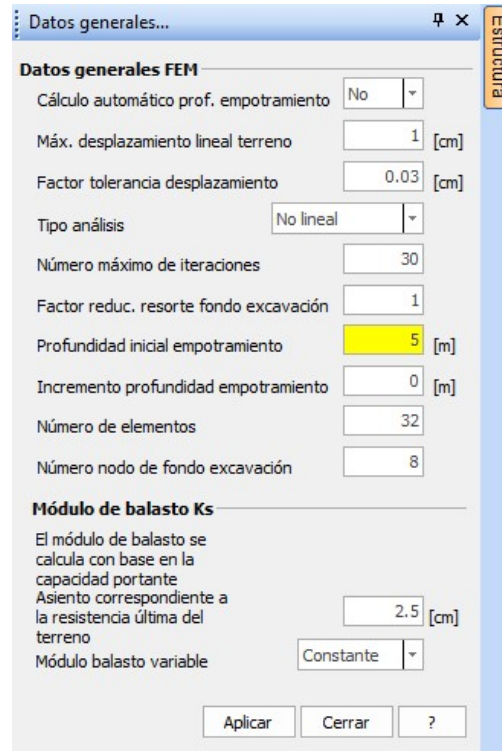 Datos generales...
Estructura
Datos generales FEM
Cálculo automático prof. empotramiento No
Máx. desplazamiento lineal terreno 1 [cm]
Factor tolerancia desplazamiento 0.03 [cm]
Tipo análisis No lineal
Número máximo de iteraciones 30
Factor reduc. resorte fondo excavación 1
Profundidad inicial empotramiento 5 [m]
Incremento profundidad empotramiento 0 [m]
Número de elementos 32
Número nodo de fondo excavación 8
Módulo de balasto Ks
El módulo de balasto se
calcula con base en la
capacidad portante
Asiento correspondiente a
la resistencia última del
terreno 2.5 [cm]
Módulo balasto variable Constante
Aplicar Cerrar ?